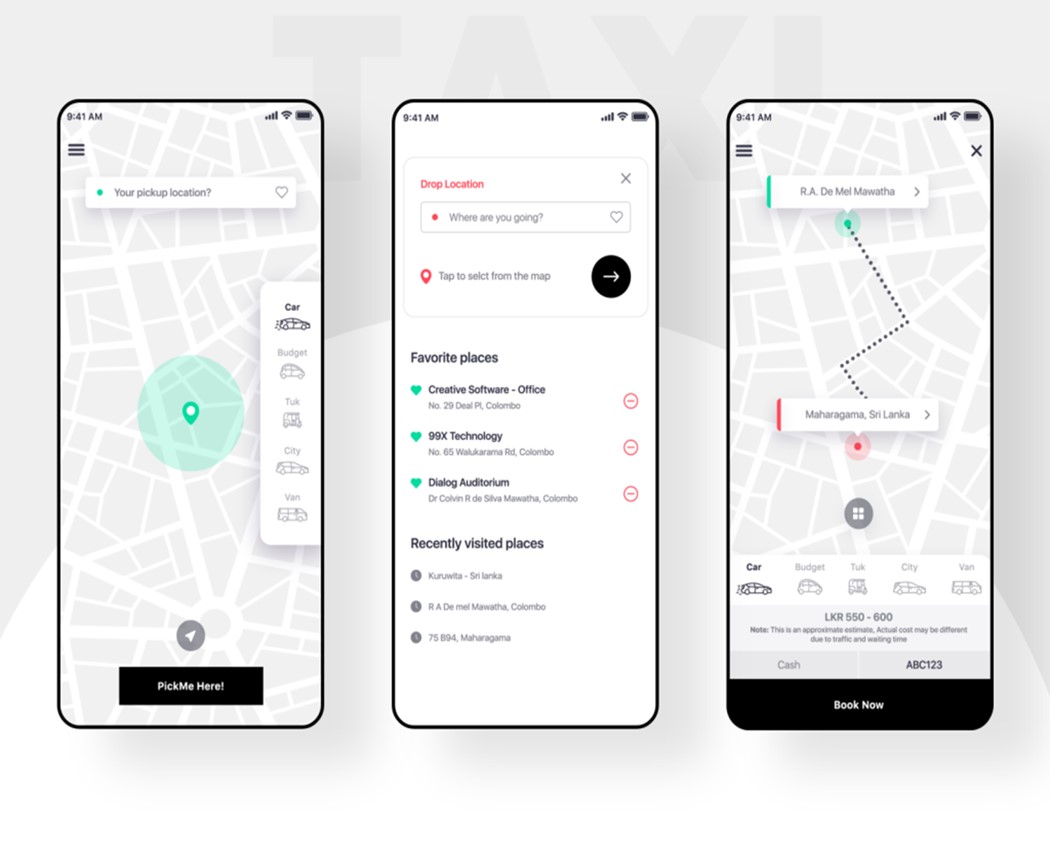 TAXI
9:41 AM
Your pickup location?
Car
Budget
Tuk
City
Van
PickMe Here!
9:41 AM
Drop Location
Where are you going?
Tap to selct from the map
Favorite places
Creative Software - Office
No. 29 Deal Pl, Colombo
99X Technology
No. 65 Walukarama Rd, Colombo
Dialog Auditorium
Dr Colvin R de Silva Mawatha, Colombo
Recently visited places
Kuruwita - Sri lanka
R A De mel Mawatha, Colombo
75 B94, Maharagama
9:41 AM
R.A. De Mel Mawatha
Maharagama, Sri Lanka
Car Budget Tuk City Van
LKR 550 - 600
Note: This is an approximate estimate, Actual cost may be different
due to traffic and waiting time
Cash ABC123
Book Now